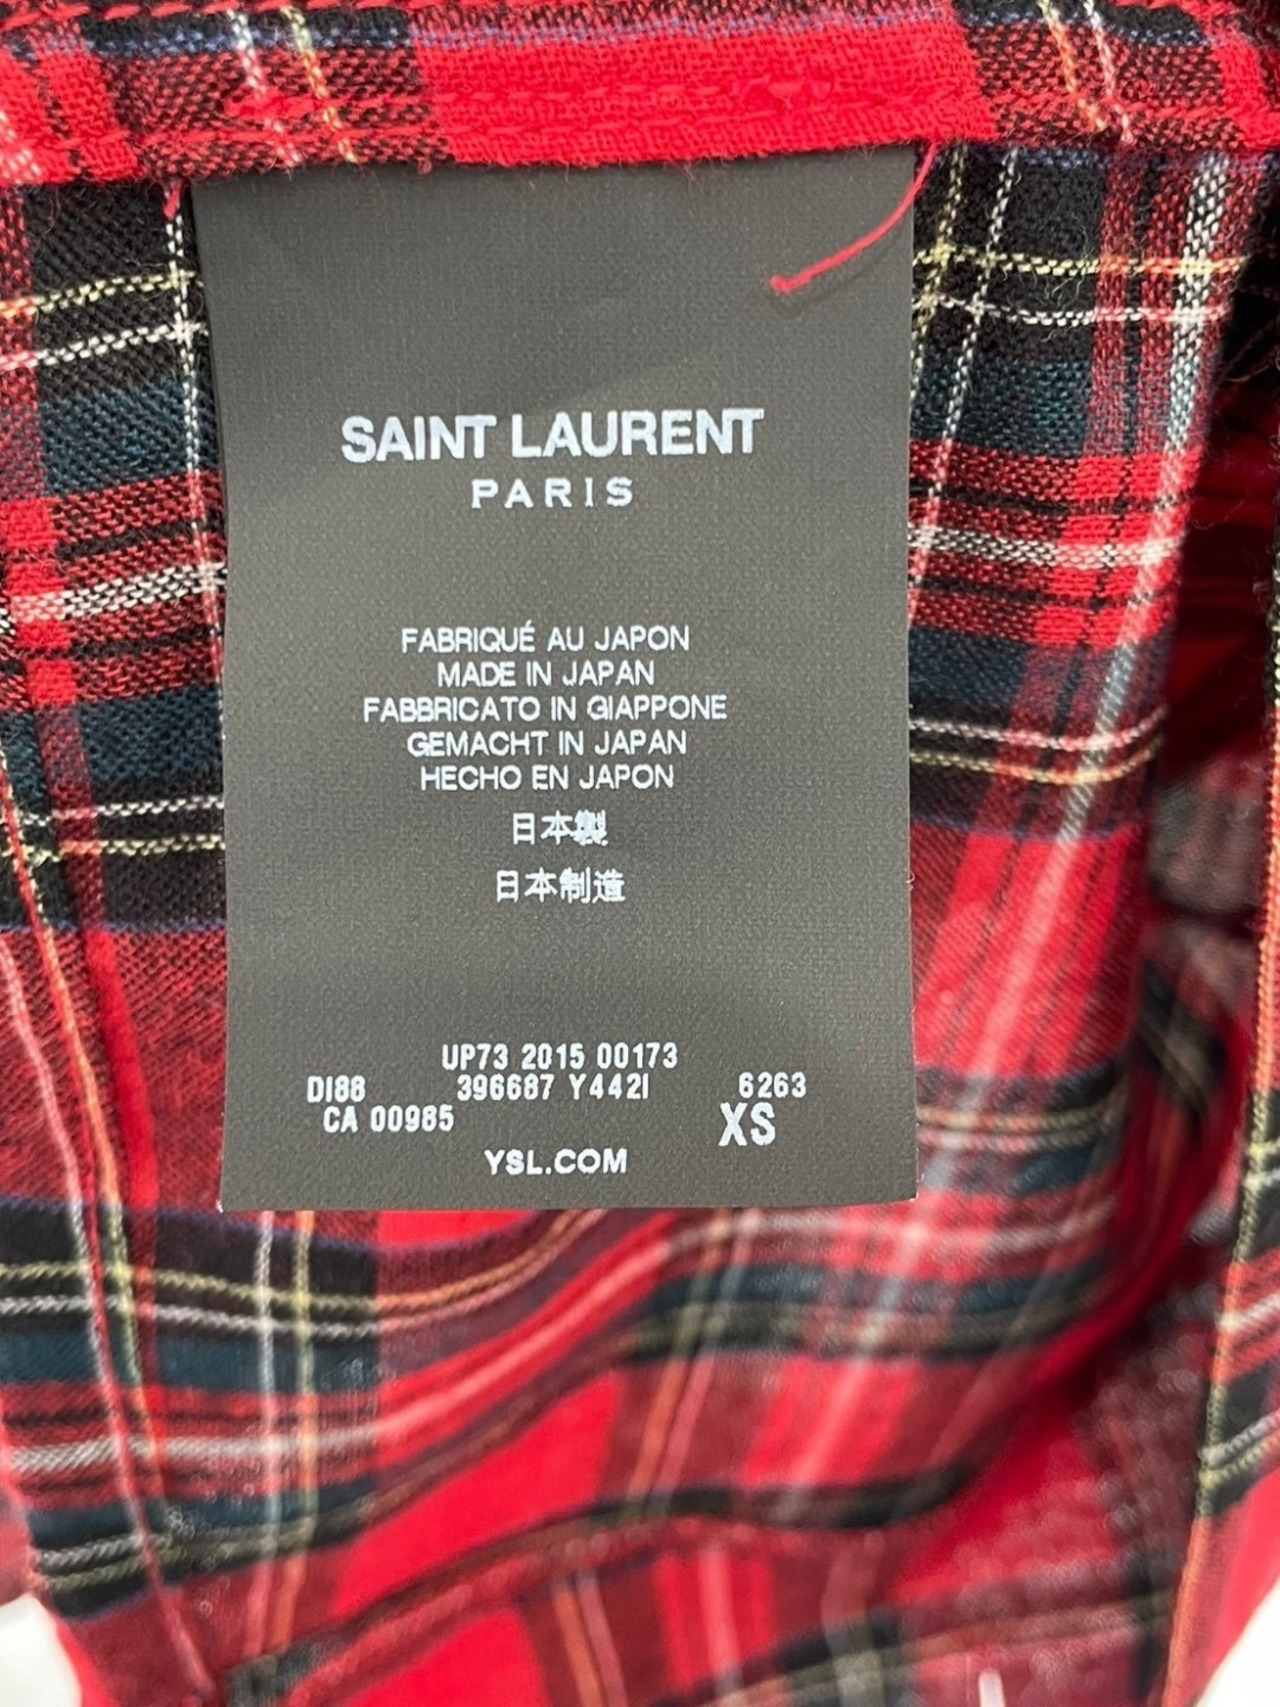 SAINT LAURENT
PARIS
FABRIQUÉ AU JAPON
MADE IN JAPAN
FABBRICATO IN GIAPPONE
GEMACHT IN JAPAN
HECHO EN JAPON
日本製
日本制造
UP73 2015 00173
DI88 396687 Y442I 6263
CA 00985 XS
YSL.COM